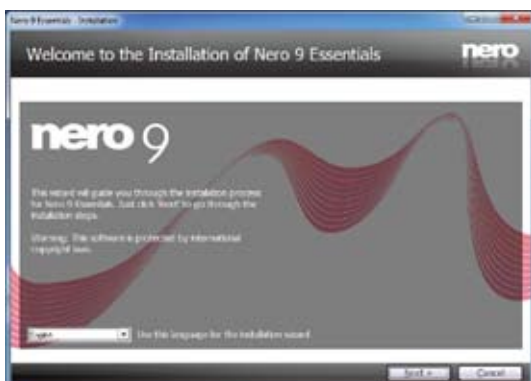 Nero 9 Essentials - Installation
Welcome to the Installation of Nero 9 Essentials
nero
nero 9
This wizard will guide you through the installation process
for Nero 9 Essentials. Just click 'Next' to go through the
installation steps.
Warning: This software is protected by international
copyright laws.
English
Use this language for the installation wizard
Next >
Cancel